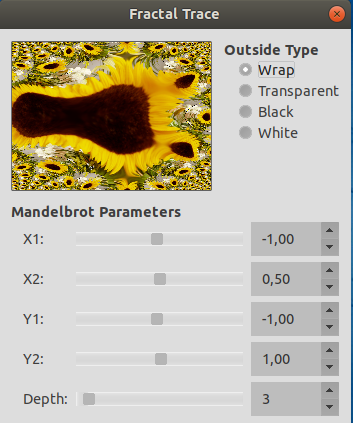 Fractal Trace
Outside Type
Wrap
Transparent
Black
White
Mandelbrot Parameters
X1: -1,00
X2: 0,50
Y1: -1,00
Y2: 1,00
Depth: 3